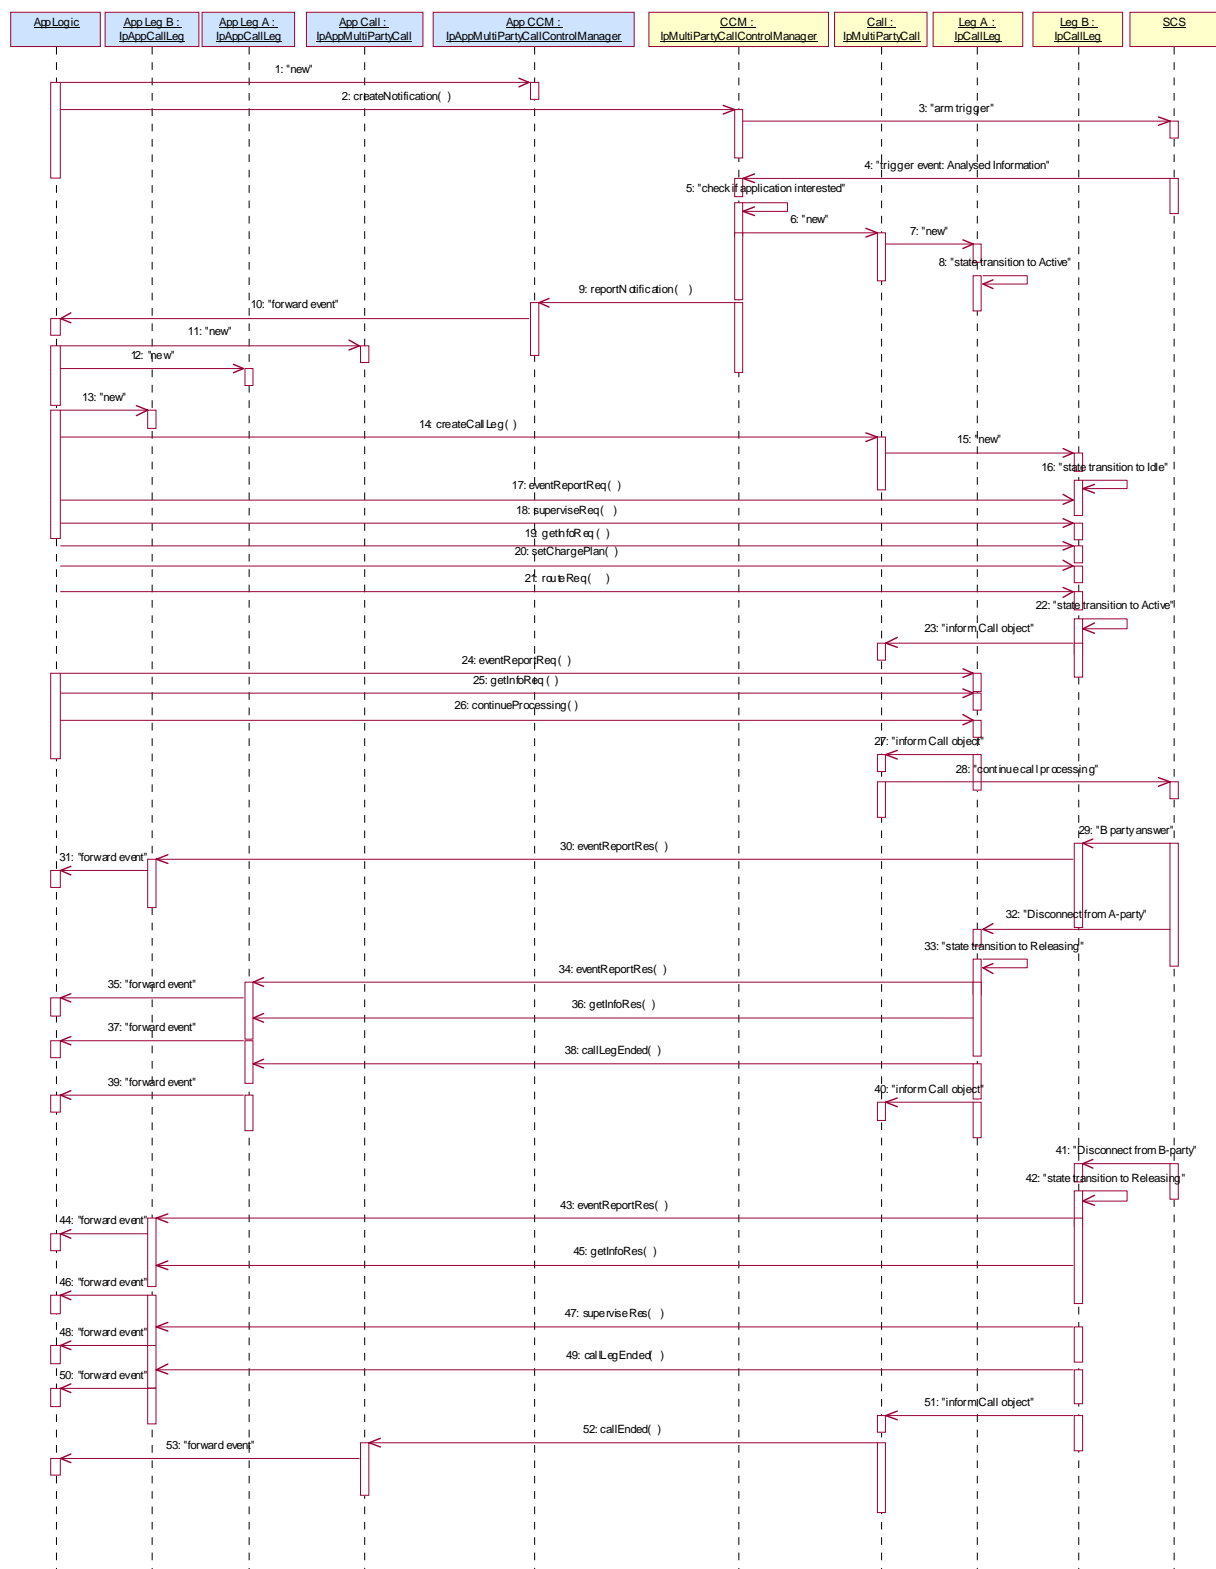 AppLogic
App Leg B :
IpAppCallLeg
App Leg A :
IpAppCallLeg
App Call :
IpAppMultiPartyCall
App CCM :
IpAppMultiPartyCallControlManager
CCM :
IpMultiPartyCallControlManager
Call :
IpMultiPartyCall
Leg A :
IpCallLeg
Leg B :
IpCallLeg
SCS
1: "new"
2: createNotification( )
3: "arm trigger"
4: "trigger event: Analysed Information"
5: "check if application interested"
6: "new"
7: "new"
8: "state transition to Active"
9: reportNotification( )
10: "forward event"
11: "new"
12: "new"
13: "new"
14: createCallLeg( )
15: "new"
16: "state transition to Idle"
17: eventReportReq( )
18: superviseReq( )
19: getInfoReq( )
20: setChargePlan( )
21: routeReq( )
22: "state transition to Active"
23: "inform Call object"
24: eventReportReq( )
25: getInfoReq( )
26: continueProcessing( )
27: "inform Call object"
28: "continue call processing"
29: "B party answer"
30: eventReportRes( )
31: "forward event"
32: "Disconnect from A-party"
33: "state transition to Releasing"
34: eventReportRes( )
35: "forward event"
36: getInfoRes( )
37: "forward event"
38: callLegEnded( )
39: "forward event"
40: "inform Call object"
41: "Disconnect from B-party"
42: "state transition to Releasing"
43: eventReportRes( )
44: "forward event"
45: getInfoRes( )
46: "forward event"
47: superviseRes( )
48: "forward event"
49: callLegEnded( )
50: "forward event"
51: "inform Call object"
52: callEnded( )
53: "forward event"